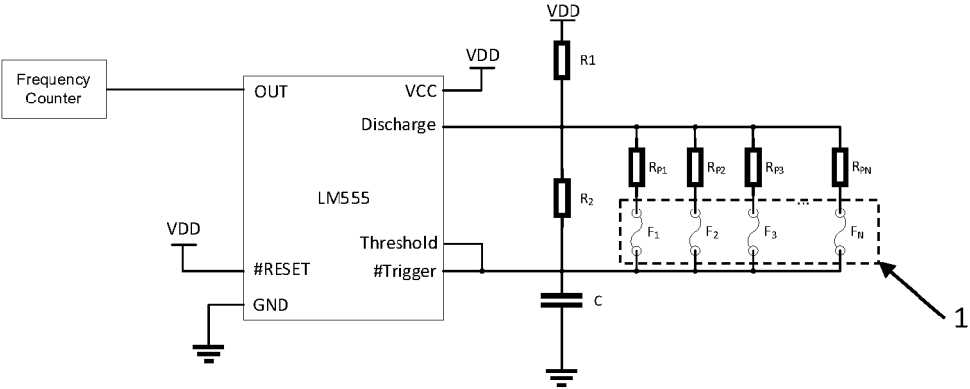 VDD
R1
VDD
Frequency
Counter
OUT
VCC
Discharge
RP1
RP2
RP3
RPN
R2
LM555
...
VDD
F1
F2
F3
FN
Threshold
#RESET
#Trigger
GND
C
1